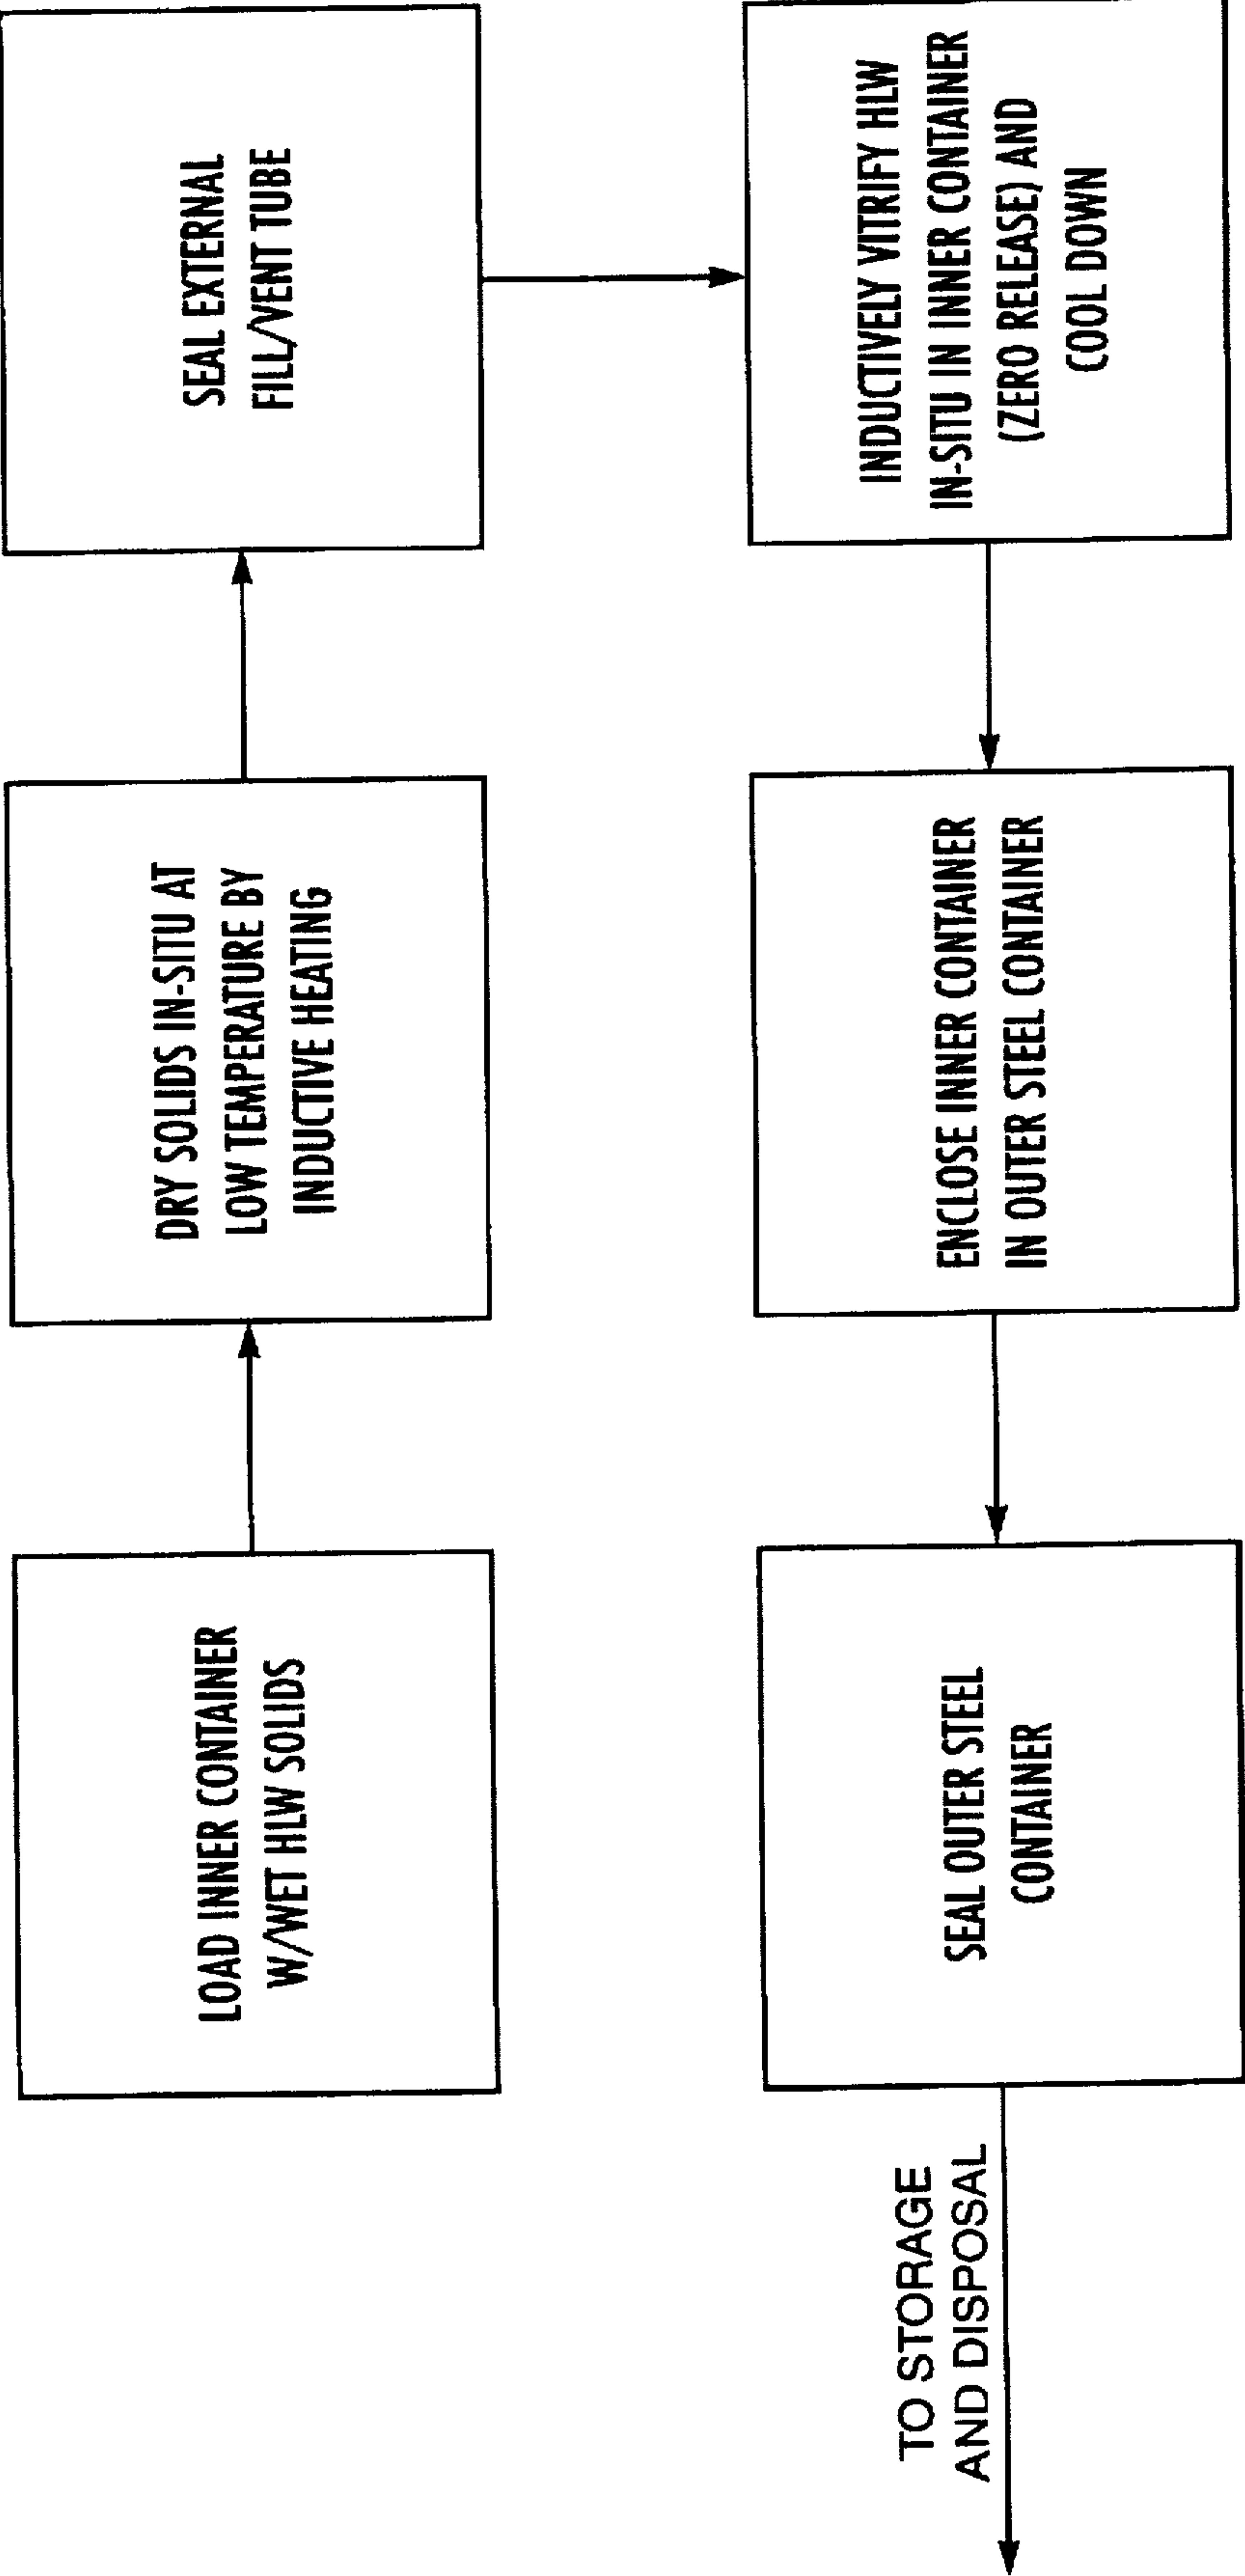 LOAD INNER CONTAINER
W/WET HLW SOLIDS
DRY SOLIDS IN-SITU AT
LOW TEMPERATURE BY
INDUCTIVE HEATING
SEAL EXTERNAL
FILL/VENT TUBE
INDUCTIVELY VITRIFY HLW
IN-SITU IN INNER CONTAINER
(ZERO RELEASE) AND
COOL DOWN
ENCLOSE INNER CONTAINER
IN OUTER STEEL CONTAINER
SEAL OUTER STEEL
CONTAINER
TO STORAGE
AND DISPOSAL